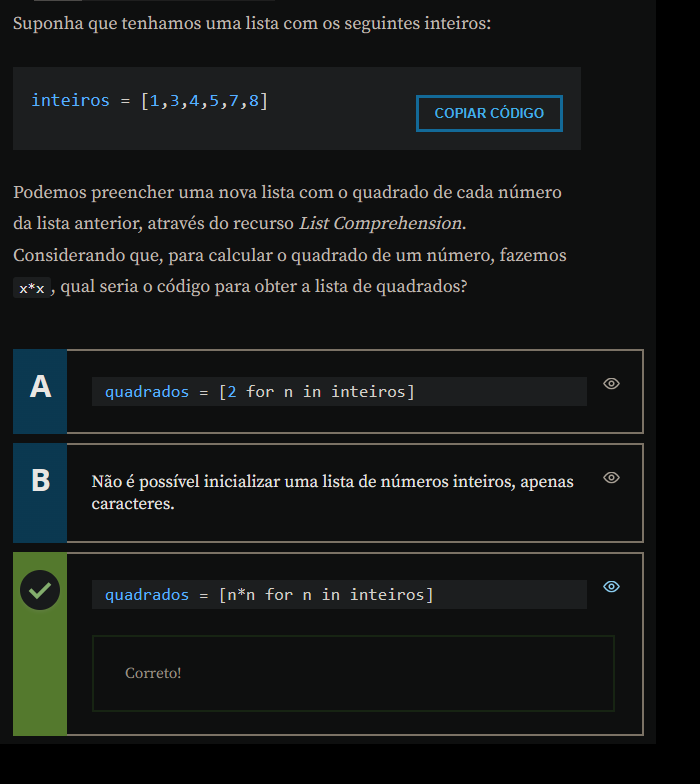 Suponha que tenhamos uma lista com os seguintes inteiros:
inteiros = [1,3,4,5,7,8]
COPIAR CÓDIGO
Podemos preencher uma nova lista com o quadrado de cada número
da lista anterior, através do recurso List Comprehension.
Considerando que, para calcular o quadrado de um número, fazemos
x*x, qual seria o código para obter a lista de quadrados?
A
quadrados = [2 for n in inteiros]
B
Não é possível inicializar uma lista de números inteiros, apenas
caracteres.
quadrados = [n*n for n in inteiros]
Correto!